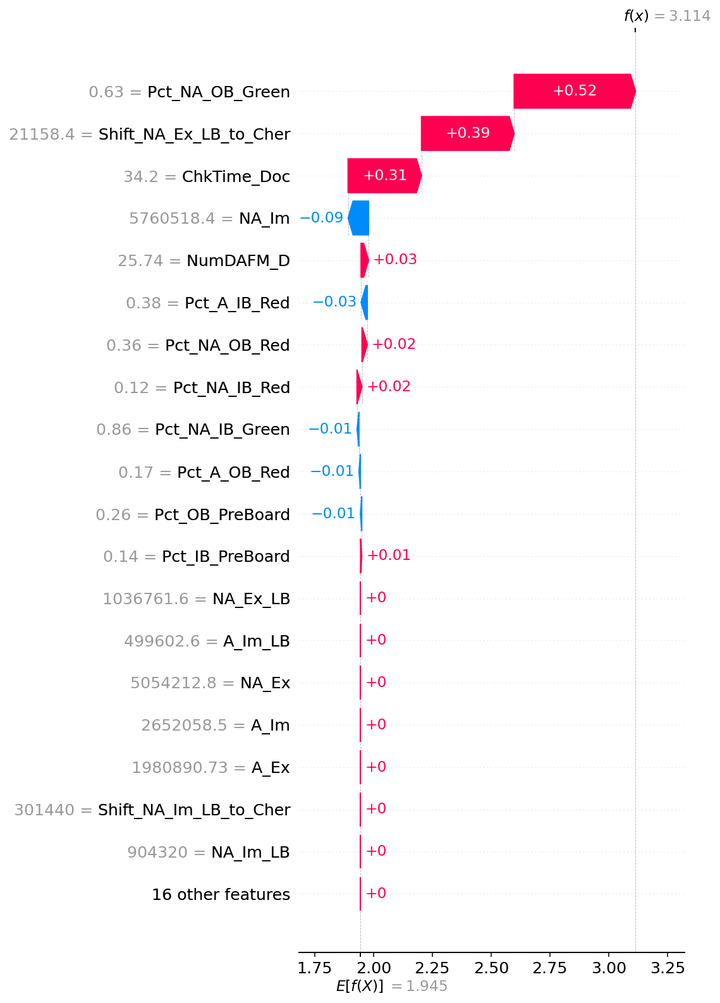 f(x) = 3.114
0.63 = Pct_NA_OB_Green +0.52
21158.4 = Shift_NA_Ex_LB_to_Cher +0.39
34.2 = ChkTime_Doc +0.31
5760518.4 = NA_Im −0.09
25.74 = NumDAFM_D +0.03
0.38 = Pct_A_IB_Red −0.03
0.36 = Pct_NA_OB_Red +0.02
0.12 = Pct_NA_IB_Red +0.02
0.86 = Pct_NA_IB_Green −0.01
0.17 = Pct_A_OB_Red −0.01
0.26 = Pct_OB_PreBoard −0.01
0.14 = Pct_IB_PreBoard +0.01
1036761.6 = NA_Ex_LB +0
499602.6 = A_Im_LB +0
5054212.8 = NA_Ex +0
2652058.5 = A_Im +0
1980890.73 = A_Ex +0
301440 = Shift_NA_Im_LB_to_Cher +0
904320 = NA_Im_LB +0
16 other features +0
1.75 2.00 2.25 2.50 2.75 3.00 3.25
E[f(X)] = 1.945